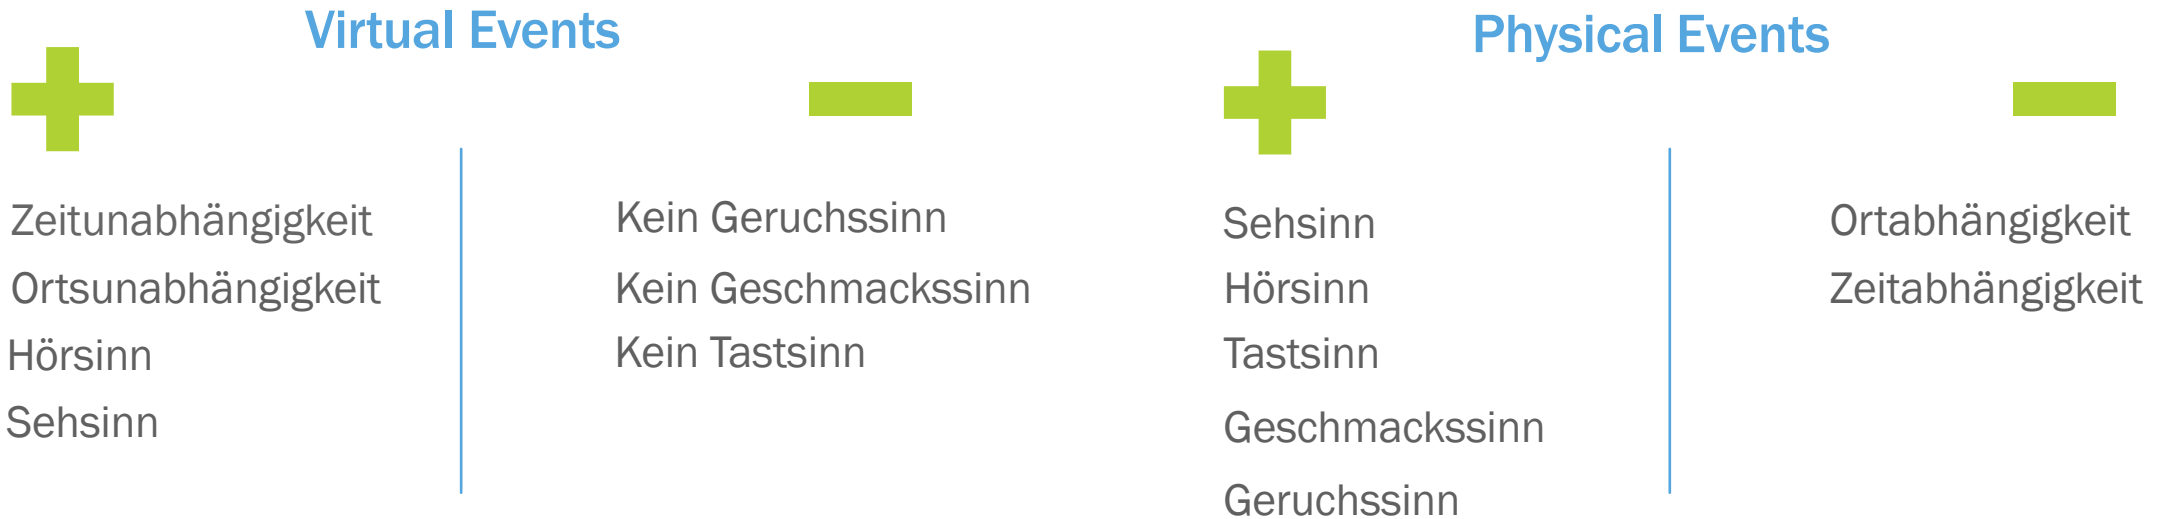 Virtual Events
Zeitunabhängigkeit
Ortsunabhängigkeit
Hörsinn
Sehsinn
Kein Geruchssinn
Kein Geschmackssinn
Kein Tastsinn
Physical Events
Sehsinn
Hörsinn
Tastsinn
Geschmackssinn
Geruchssinn
Ortabhängigkeit
Zeitabhängigkeit